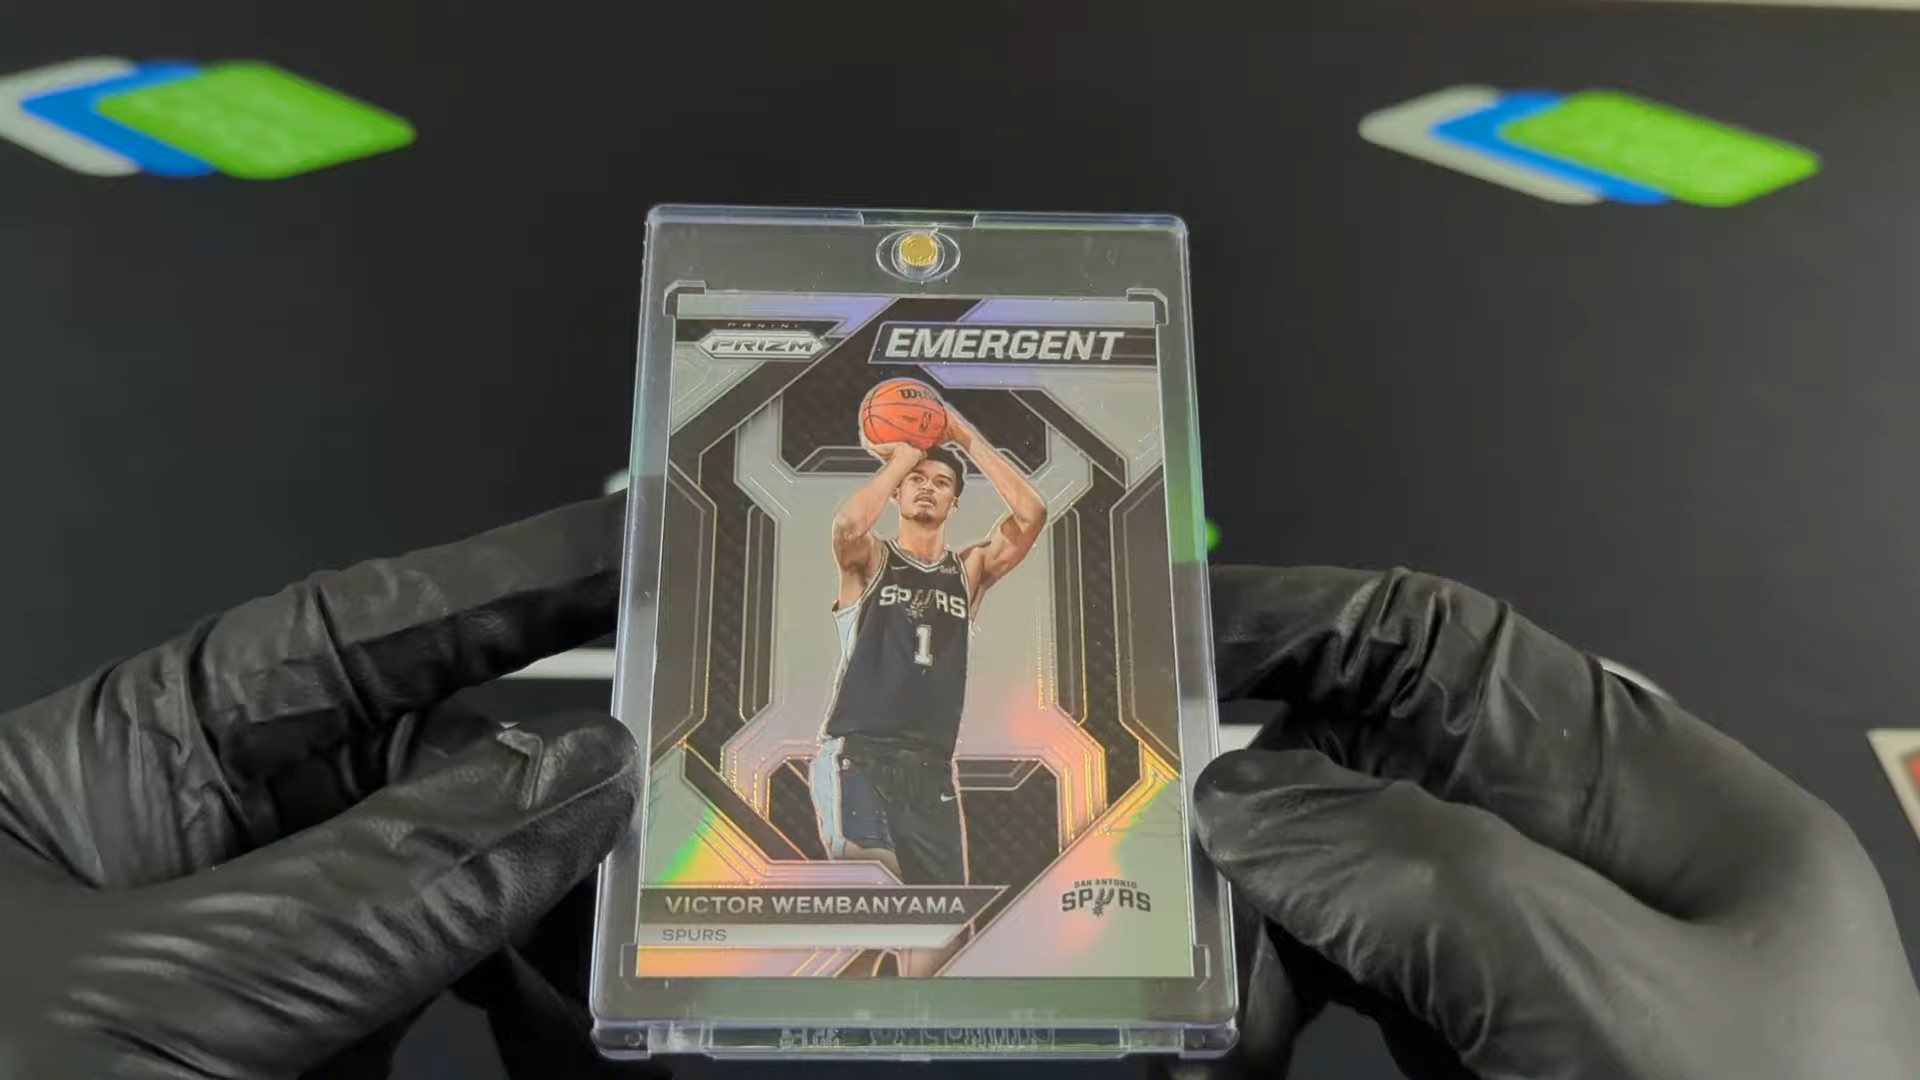 PANINI
PRIZM
EMERGENT
SPURS
1
VICTOR WEMBANYAMA
SPURS
SAN ANTONIO
SPURS